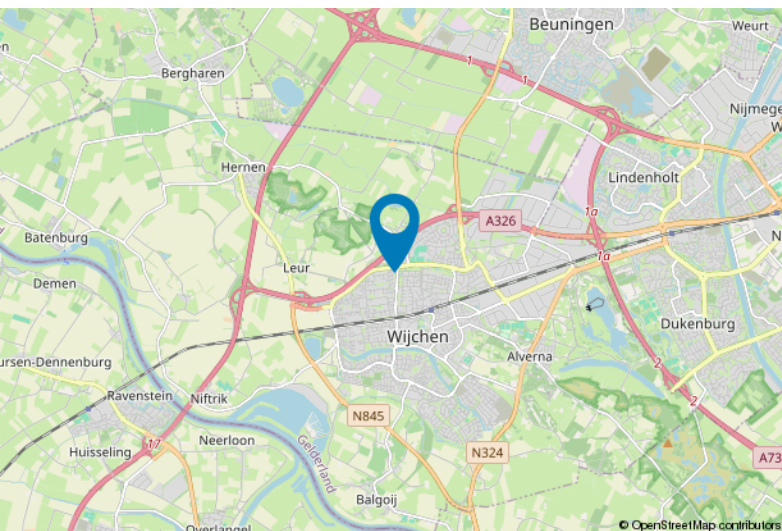 Beuningen
Weurt
1
Bergharen
Nijmege
Hernen
Lindenholt
1a
A326
Batenburg
1a
Leur
Demen
Dukenburg
Wijchen
Alverna
ursen-Dennenburg
2
Ravenstein
Niftrik
2
N845
Gelderland
Neerloon
17
Huisseling
N324
A73
Balgoij
Overlangel
© OpenStreetMap contributors